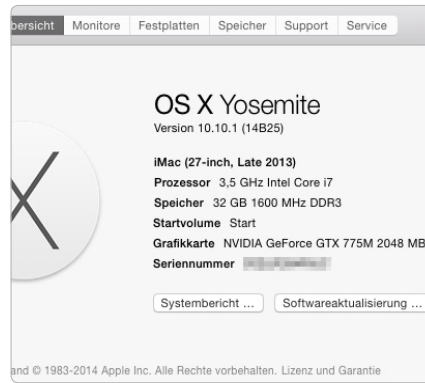 bersicht Monitore Festplatten Speicher Support Service
OS X Yosemite
Version 10.10.1 (14B25)
iMac (27-inch, Late 2013)
Prozessor 3,5 GHz Intel Core i7
Speicher 32 GB 1600 MHz DDR3
Startvolume Start
Grafikkarte NVIDIA GeForce GTX 775M 2048 MB
Seriennummer
Systembericht ... Softwareaktualisierung ...
and © 1983-2014 Apple Inc. Alle Rechte vorbehalten. Lizenz und Garantie